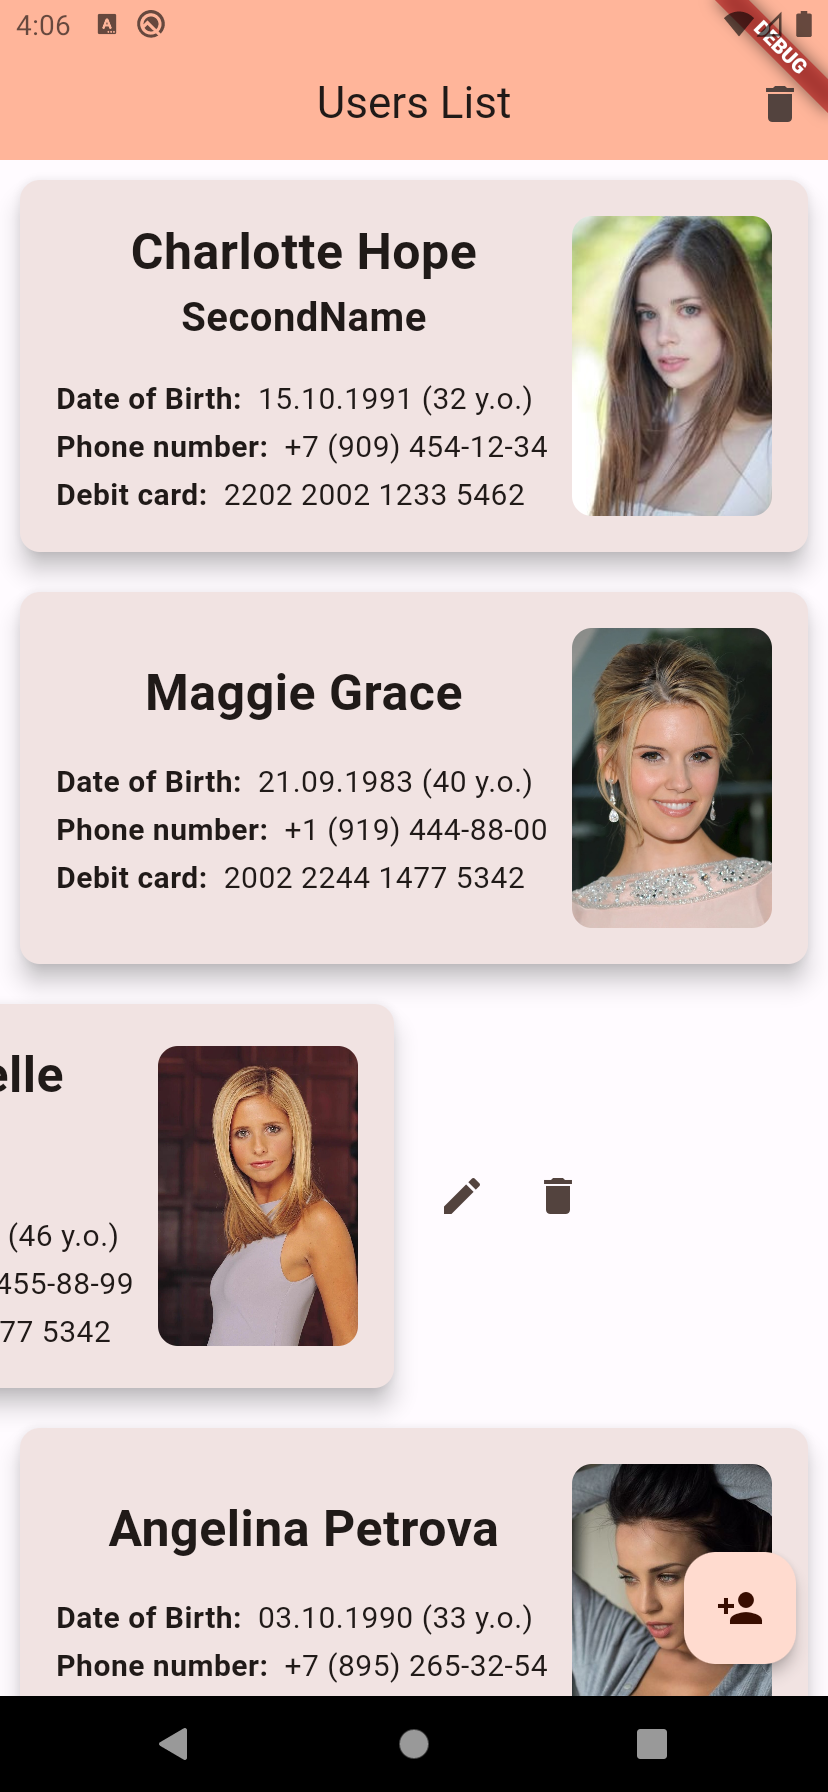 4:06
DEBUG
Users List
Charlotte Hope
SecondName
Date of Birth: 15.10.1991 (32 y.o.)
Phone number: +7 (909) 454-12-34
Debit card: 2202 2002 1233 5462
Maggie Grace
Date of Birth: 21.09.1983 (40 y.o.)
Phone number: +1 (919) 444-88-00
Debit card: 2002 2244 1477 5342
elle
(46 y.o.)
455-88-99
77 5342
Angelina Petrova
Date of Birth: 03.10.1990 (33 y.o.)
Phone number: +7 (895) 265-32-54